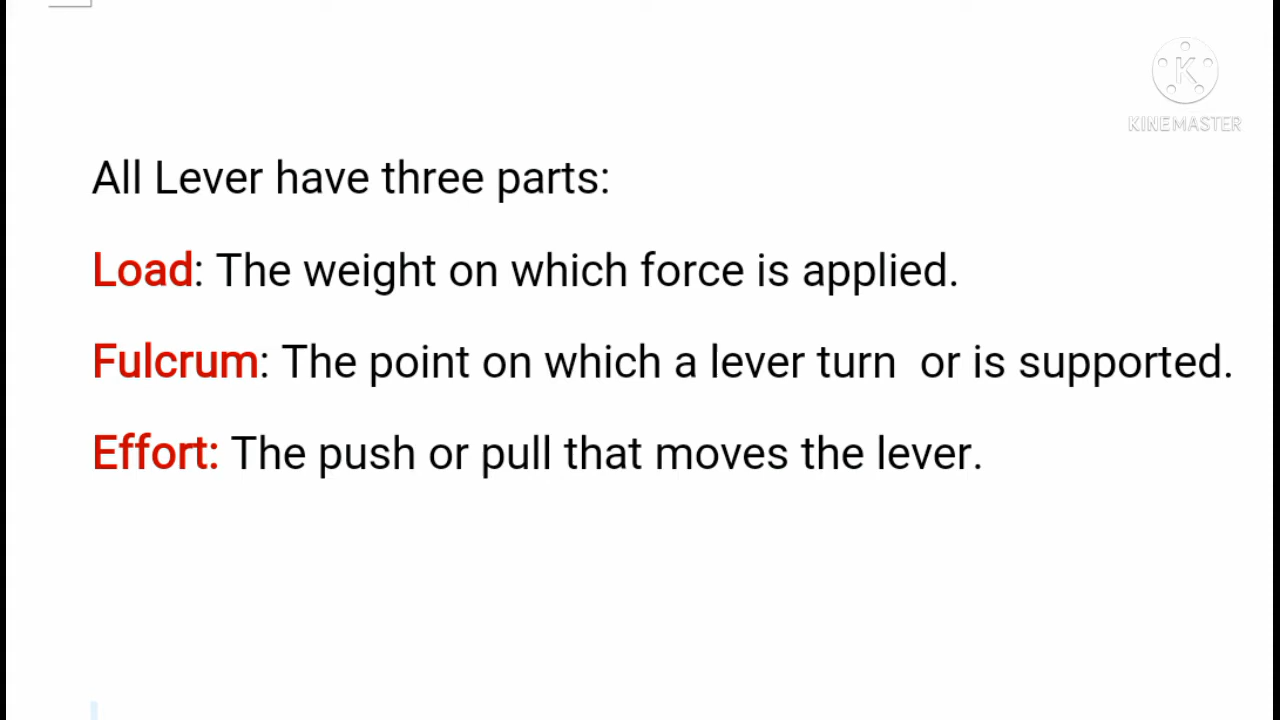 KINEMASTER
All Lever have three parts:
Load: The weight on which force is applied.
Fulcrum: The point on which a lever turn  or is supported.
Effort: The push or pull that moves the lever.